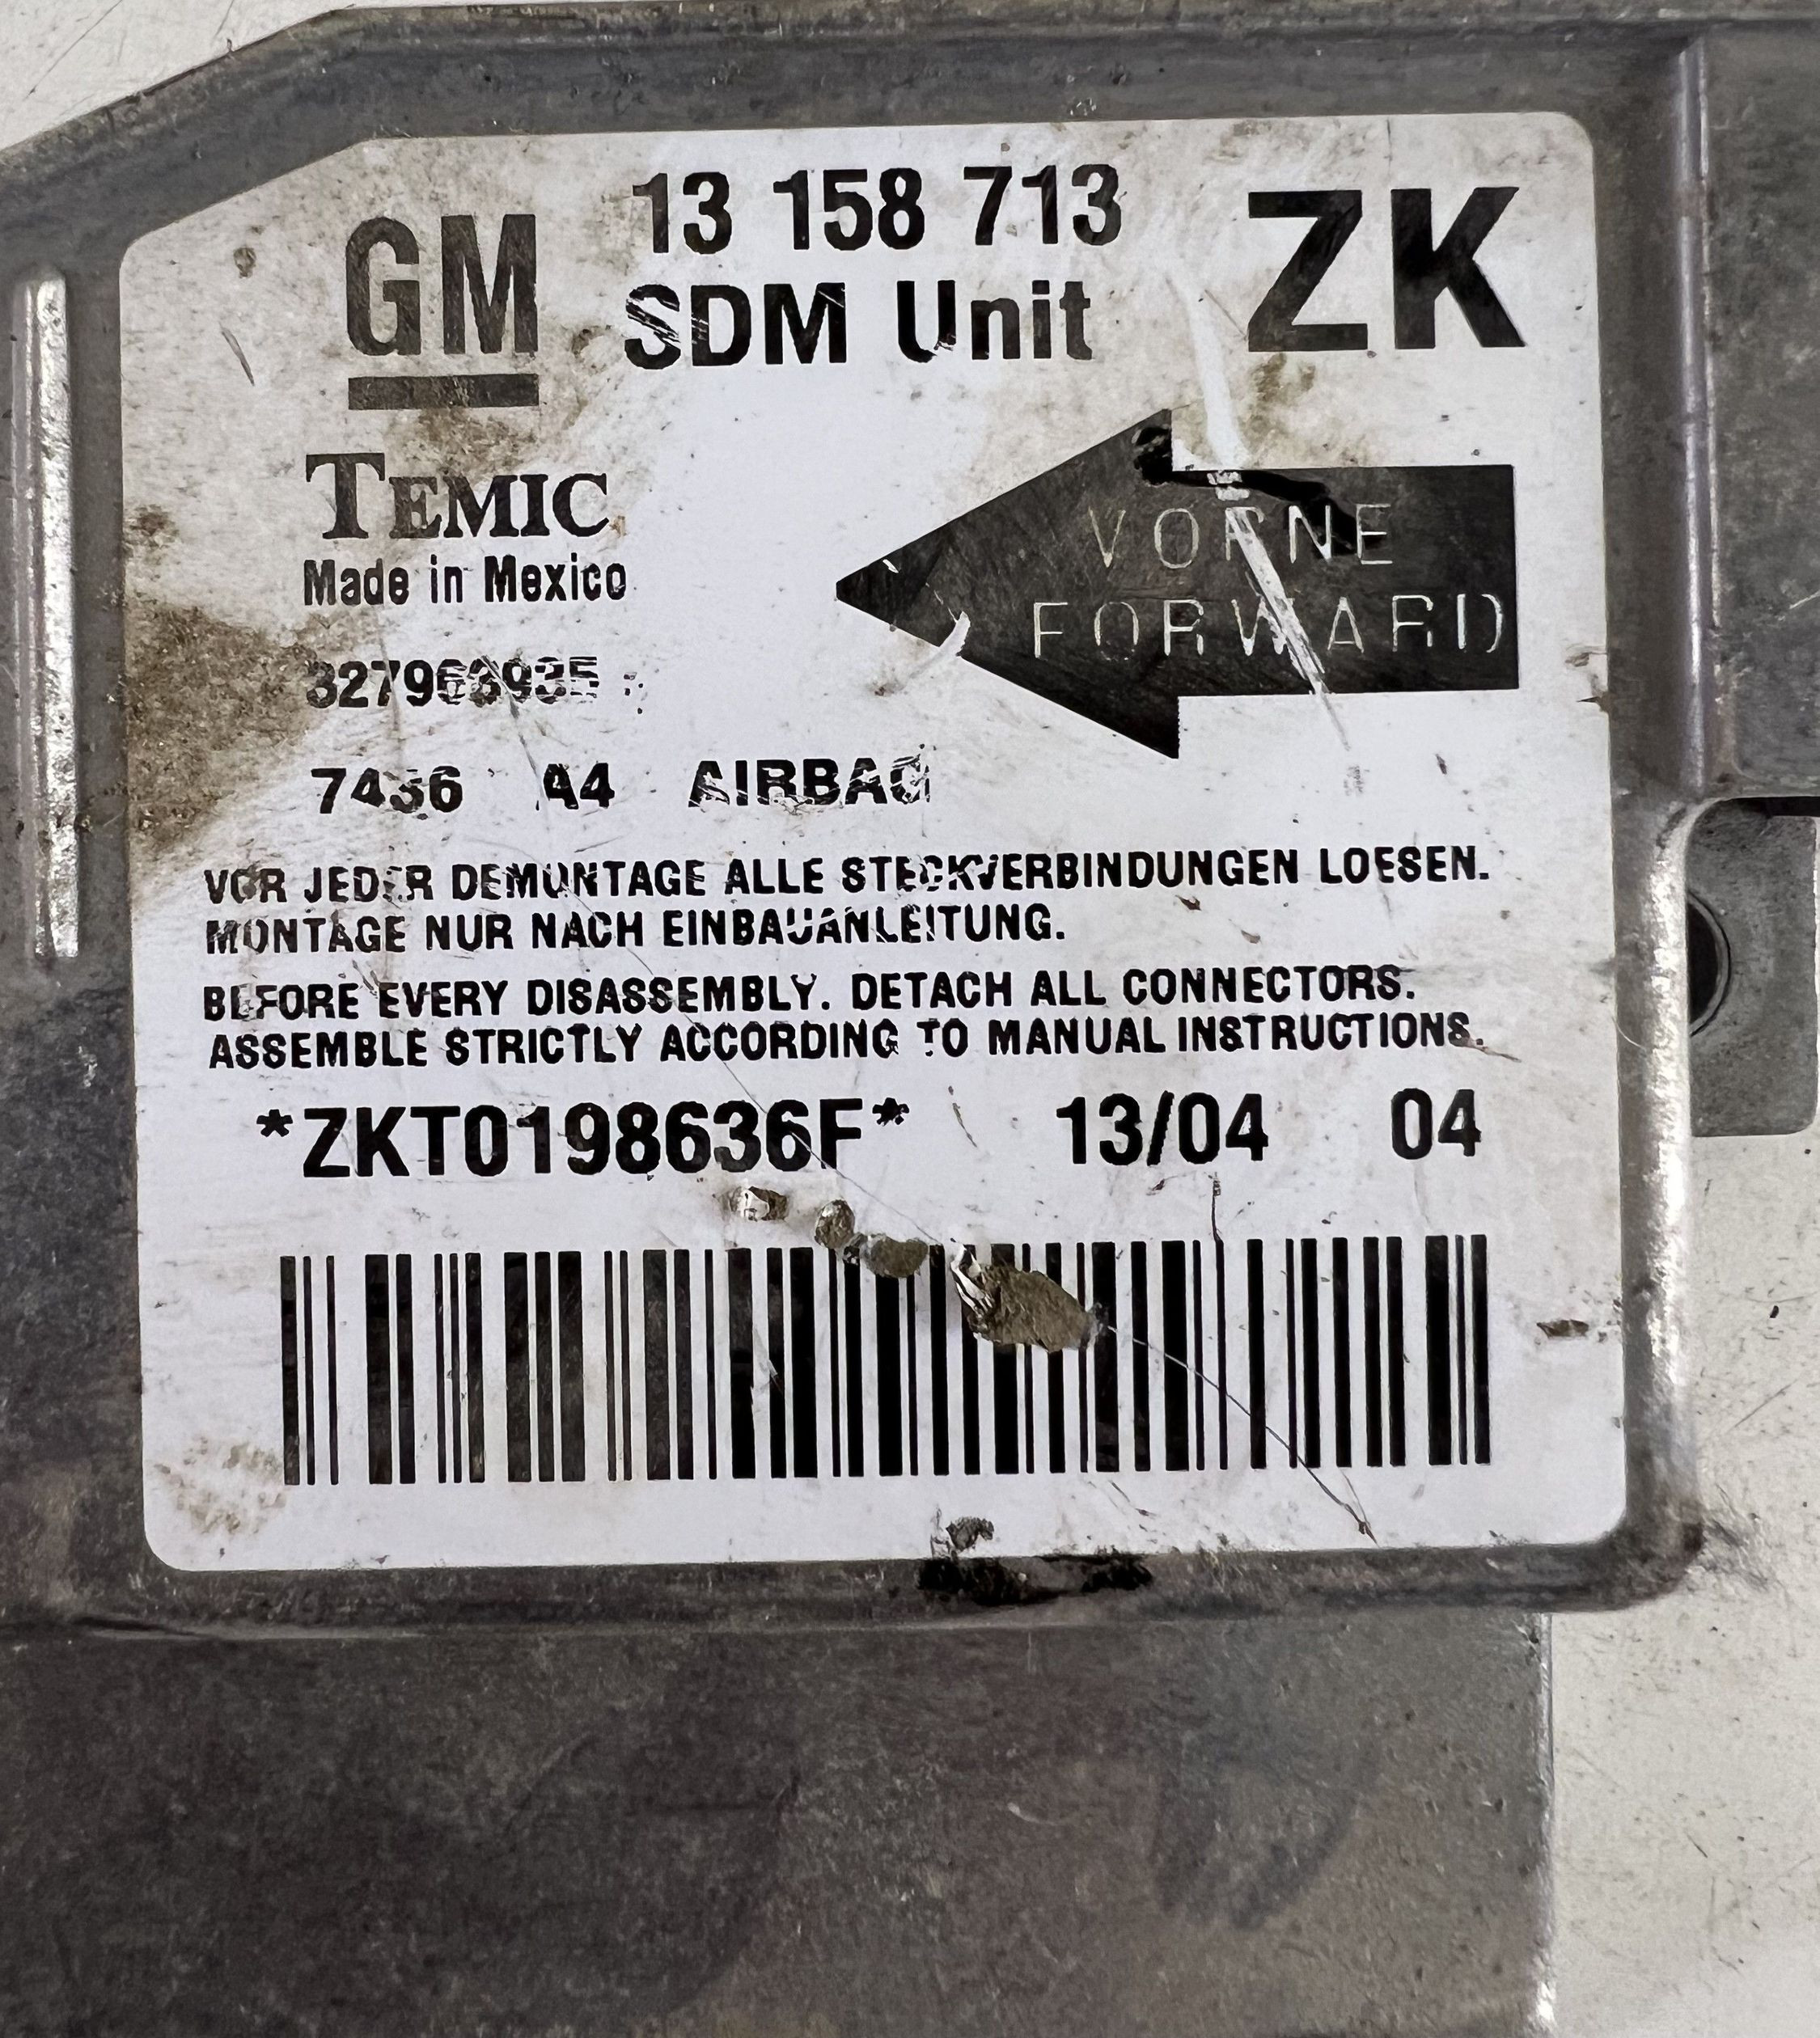 13 158 713
GM
SDM Unit
ZK
TEMIC
Made in Mexico
VORNE
FORWARD
7436 A4 AIRBAG
VOR JEDER DEMONTAGE ALLE STECKVERBINDUNGEN LOESEN.
MONTAGE NUR NACH EINBAUANLEITUNG.
BEFORE EVERY DISASSEMBLY. DETACH ALL CONNECTORS.
ASSEMBLE STRICTLY ACCORDING TO MANUAL INSTRUCTIONS.
*ZKT0198636F* 13/04 04